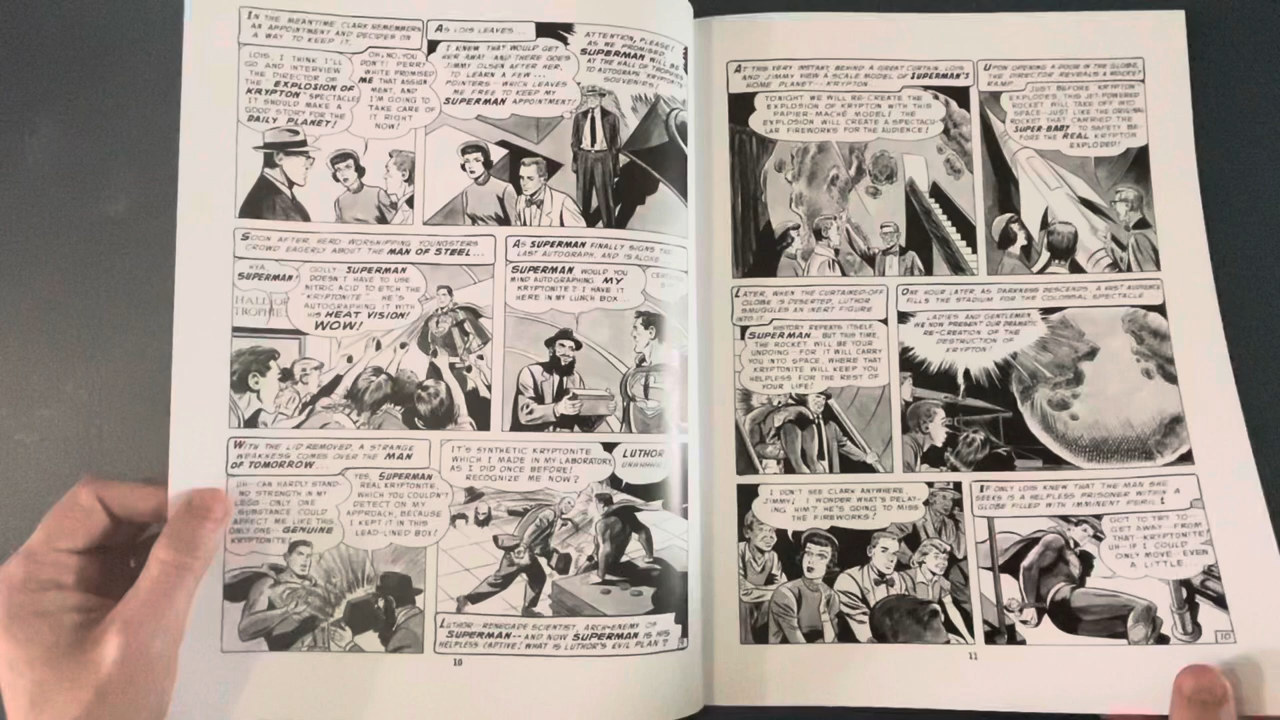 IN THE MEANTIME CLARK REMEMBERS
AN APPOINTMENT AND DECIDES ON
A WAY TO KEEP IT.
LOIS, I THINK I'LL
GO AND INTERVIEW
THE DIRECTOR OF
THE "EXPLOSION OF
KRYPTON" SPECTACLE
IT SHOULD MAKE A
GOOD STORY FOR THE
DAILY PLANET!
OH, NO, YOU
DON'T! PERRY
WHITE PROMISED
ME THAT ASSIGN-
MENT, AND
I'M GOING TO
TAKE CARE OF
IT RIGHT
NOW!
AS LOIS LEAVES...
I KNEW THAT WOULD GET
HER AWAY! AND THERE GOES
JIMMY OLSEN AFTER HER,
TO LEARN A FEW...
POINTERS WHICH LEAVES
ME FREE TO KEEP MY
SUPERMAN APPOINTMENT!
ATTENTION, PLEASE!
AS WE PROMISED,
SUPERMAN WILL BE
AT THE HALL OF TROPHIES
TO AUTOGRAPH "KRYPTONITE"
SOUVENIRS!
SOON AFTER, HERO-WORSHIPPING YOUNGSTERS
CROWD EAGERLY ABOUT THE MAN OF STEEL...
HYA,
SUPERMAN!
HALL OF
TROPHIES
GOLLY! SUPERMAN
DOESN'T HAVE TO USE
NITRIC ACID TO ETCH THE
"KRYPTONITE" HE'S
AUTOGRAPHING IT WITH
HIS HEAT VISION!
WOW!
AS SUPERMAN FINALLY SIGNS THE
LAST AUTOGRAPH, AND IS ALONE
SUPERMAN, WOULD YOU
MIND AUTOGRAPHING MY
KRYPTONITE? I HAVE IT
HERE IN MY LUNCH BOX...
WITH THE LID REMOVED, A STRANGE
WEAKNESS COMES OVER THE MAN
OF TOMORROW...
UH--CAN HARDLY STAND--
NO STRENGTH IN MY
LEGS--ONLY ONE
SUBSTANCE COULD
AFFECT ME LIKE THIS,
ONLY ONE--GENUINE
KRYPTONITE!
YES, SUPERMAN
REAL KRYPTONITE,
WHICH YOU COULDN'T
DETECT ON MY
APPROACH, BECAUSE
I KEPT IT IN THIS
LEAD-LINED BOX!
IT'S SYNTHETIC KRYPTONITE
WHICH I MADE IN MY LABORATORY,
AS I DID ONCE BEFORE!
RECOGNIZE ME NOW?
LUTHOR
LUTHOR--RENEGADE SCIENTIST, ARCH-ENEMY OF
SUPERMAN--AND NOW SUPERMAN IS HIS
HELPLESS CAPTIVE! WHAT IS LUTHOR'S EVIL PLAN?
10
AT THIS VERY INSTANT, BEHIND A GREAT CURTAIN, LOIS
AND JIMMY VIEW A SCALE MODEL OF SUPERMAN'S
HOME PLANET--KRYPTON...
TONIGHT WE WILL RE-CREATE THE
EXPLOSION OF KRYPTON WITH THIS
PAPIER-MACHÉ MODEL! THE
EXPLOSION WILL CREATE A SPECTACU-
LAR FIREWORKS FOR THE AUDIENCE!
UPON OPENING A DOOR IN THE GLOBE,
THE DIRECTOR REVEALS A ROCKET
RAMP...
JUST BEFORE "KRYPTON"
EXPLODES, THIS JET-POWERED
ROCKET WILL TAKE OFF INTO
SPACE--JUST LIKE THE ORIGINAL
ROCKET THAT CARRIED THE
SUPER-BABY TO SAFETY BE-
FORE THE REAL KRYPTON
EXPLODED!
LATER, WHEN THE CURTAINED-OFF
GLOBE IS DESERTED, LUTHOR
SMUGGLES AN INERT FIGURE
INTO IT...
HISTORY REPEATS ITSELF,
SUPERMAN... BUT THIS TIME,
THE ROCKET WILL BE YOUR
UNDOING--FOR IT WILL CARRY
YOU INTO SPACE, WHERE THAT
KRYPTONITE WILL KEEP YOU
HELPLESS FOR THE REST OF
YOUR LIFE!
ONE HOUR LATER, AS DARKNESS DESCENDS, A VAST AUDIENCE
FILLS THE STADIUM FOR THE COLOSSAL SPECTACLE
LADIES AND GENTLEMEN,
WE NOW PRESENT OUR DRAMATIC
RE-CREATION OF THE
DESTRUCTION OF
KRYPTON!
I DON'T SEE CLARK ANYWHERE,
JIMMY! I WONDER WHAT'S DELAY-
ING HIM? HE'S GOING TO MISS
THE FIREWORKS!
IF ONLY LOIS KNEW THAT THE MAN SHE
SEEKS IS A HELPLESS PRISONER WITHIN A
GLOBE FILLED WITH IMMINENT PERIL!
GOT TO TRY TO--
GET AWAY--FROM
THAT--KRYPTONITE!
UH--IF I COULD
ONLY MOVE--EVEN
A LITTLE...
10
11